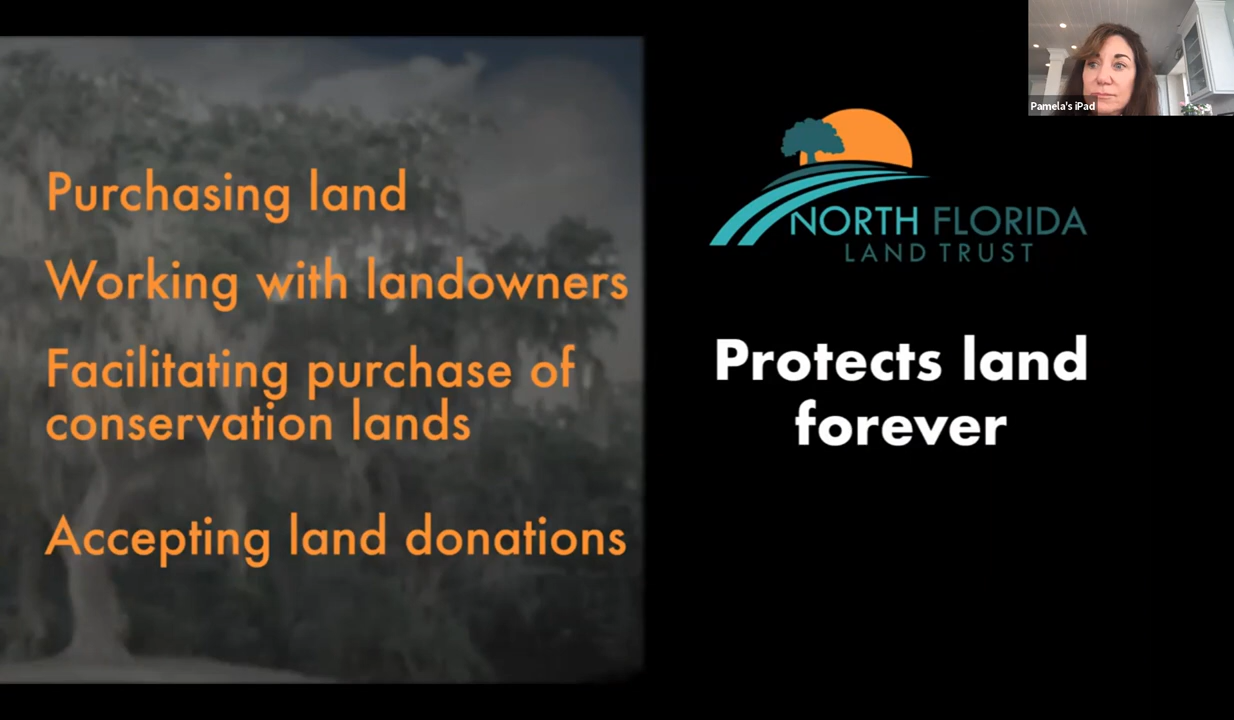 Purchasing land
Working with landowners
Facilitating purchase of
conservation lands
Accepting land donations
Pamela's iPad
NORTH FLORIDA
LAND TRUST
Protects land
forever